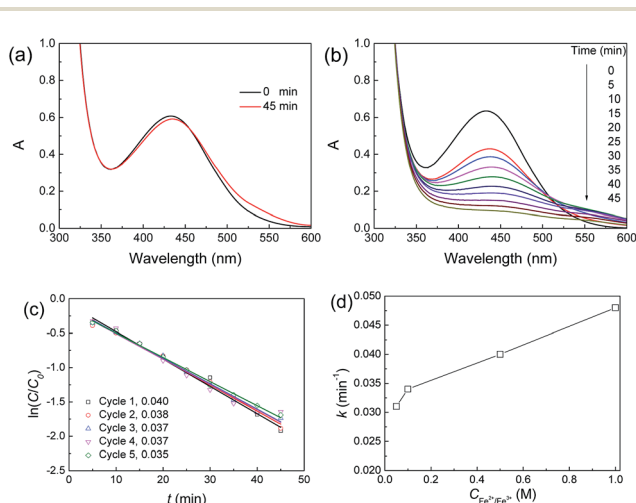 (a)
1.0
0.8
0.6
0.4
0.2
0.0
A
0 min
45 min
300 350 400 450 500 550 600
Wavelength (nm)
(b)
1.0
0.8
0.6
0.4
0.2
0.0
A
Time (min)
0
5
10
15
20
25
30
35
40
45
300 350 400 450 500 550 600
Wavelength (nm)
(c)
0.0
-0.5
-1.0
-1.5
-2.0
-2.5
ln(C/C₀)
Cycle 1, 0.040
Cycle 2, 0.038
Cycle 3, 0.037
Cycle 4, 0.037
Cycle 5, 0.035
0 10 20 30 40 50
t (min)
(d)
0.050
0.045
0.040
0.035
0.030
0.025
0.020
k (min⁻¹)
0.0 0.2 0.4 0.6 0.8 1.0
C Fe²⁺/Fe³⁺ (M)